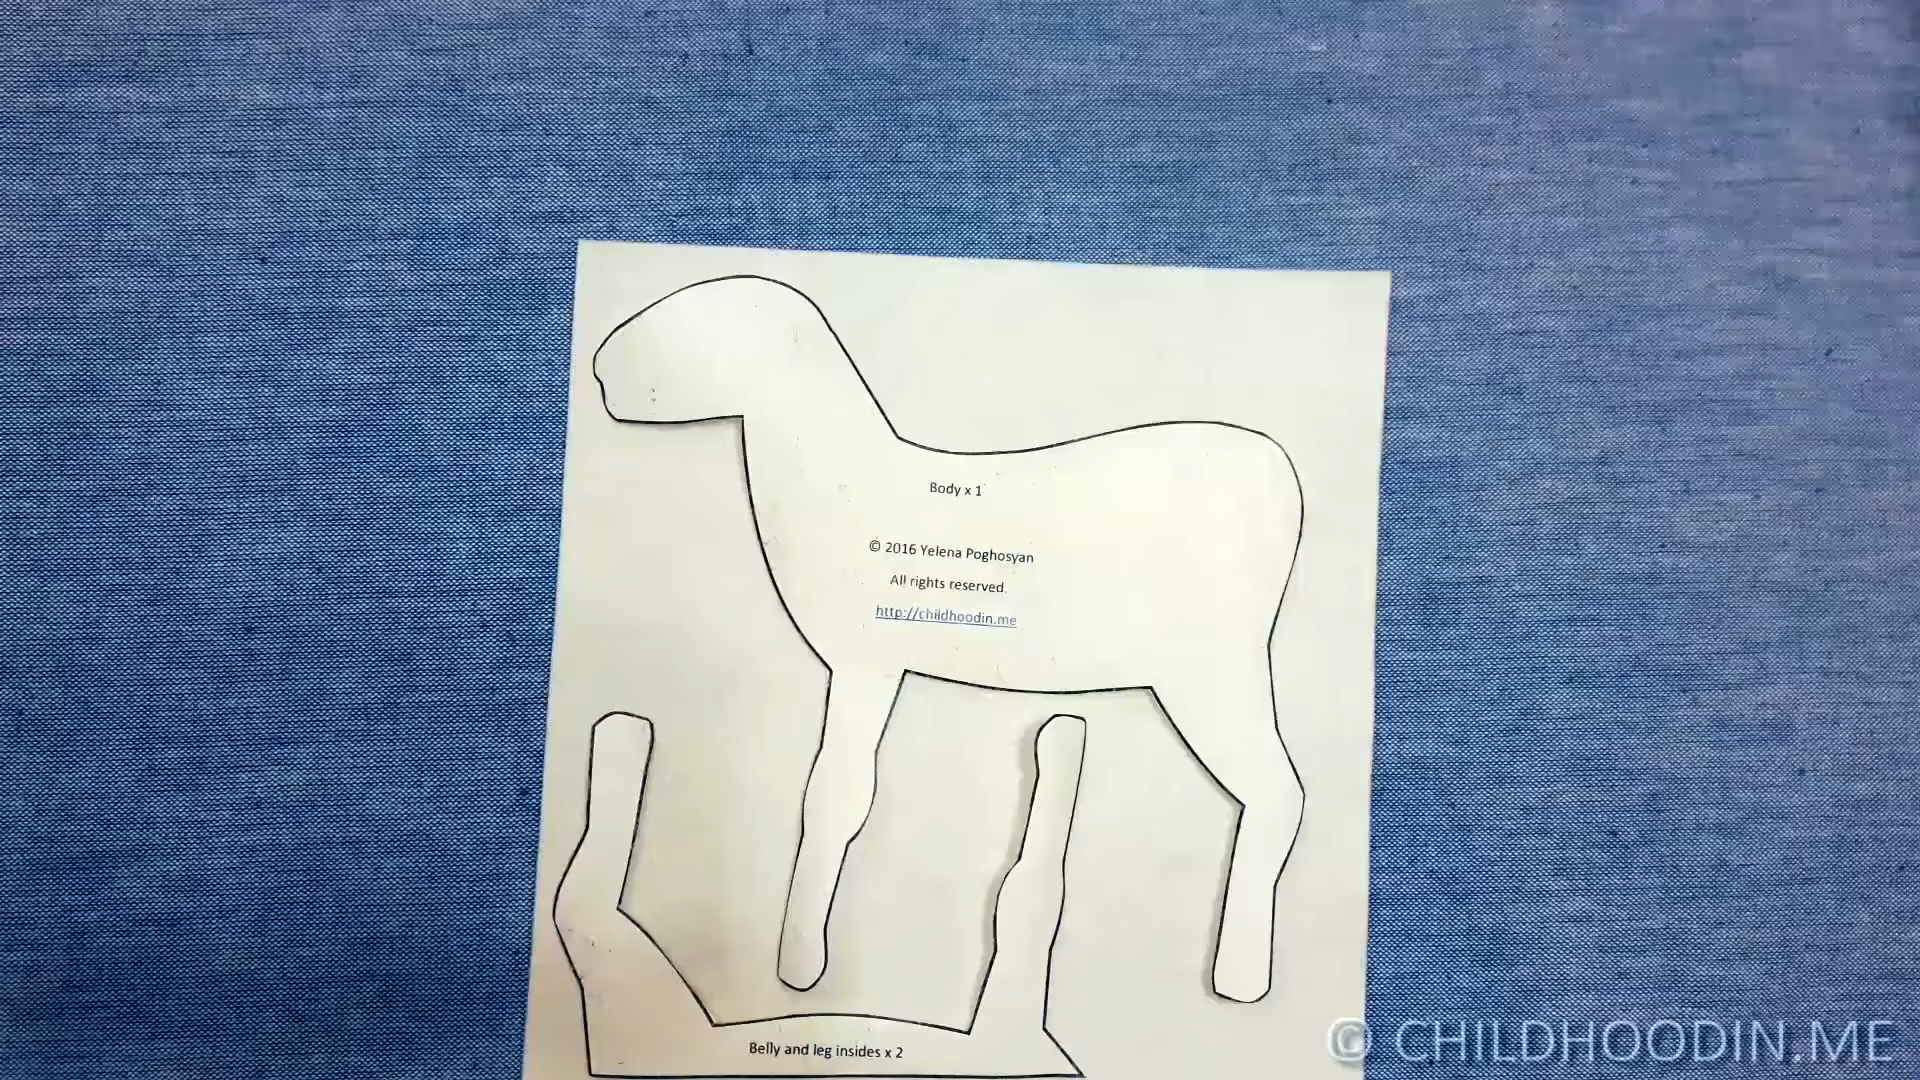 Body x 1
© 2016 Yelena Poghosyan
All rights reserved.
http://childhoodin.me
Belly and leg insides x 2
© CHILDHOODIN.ME